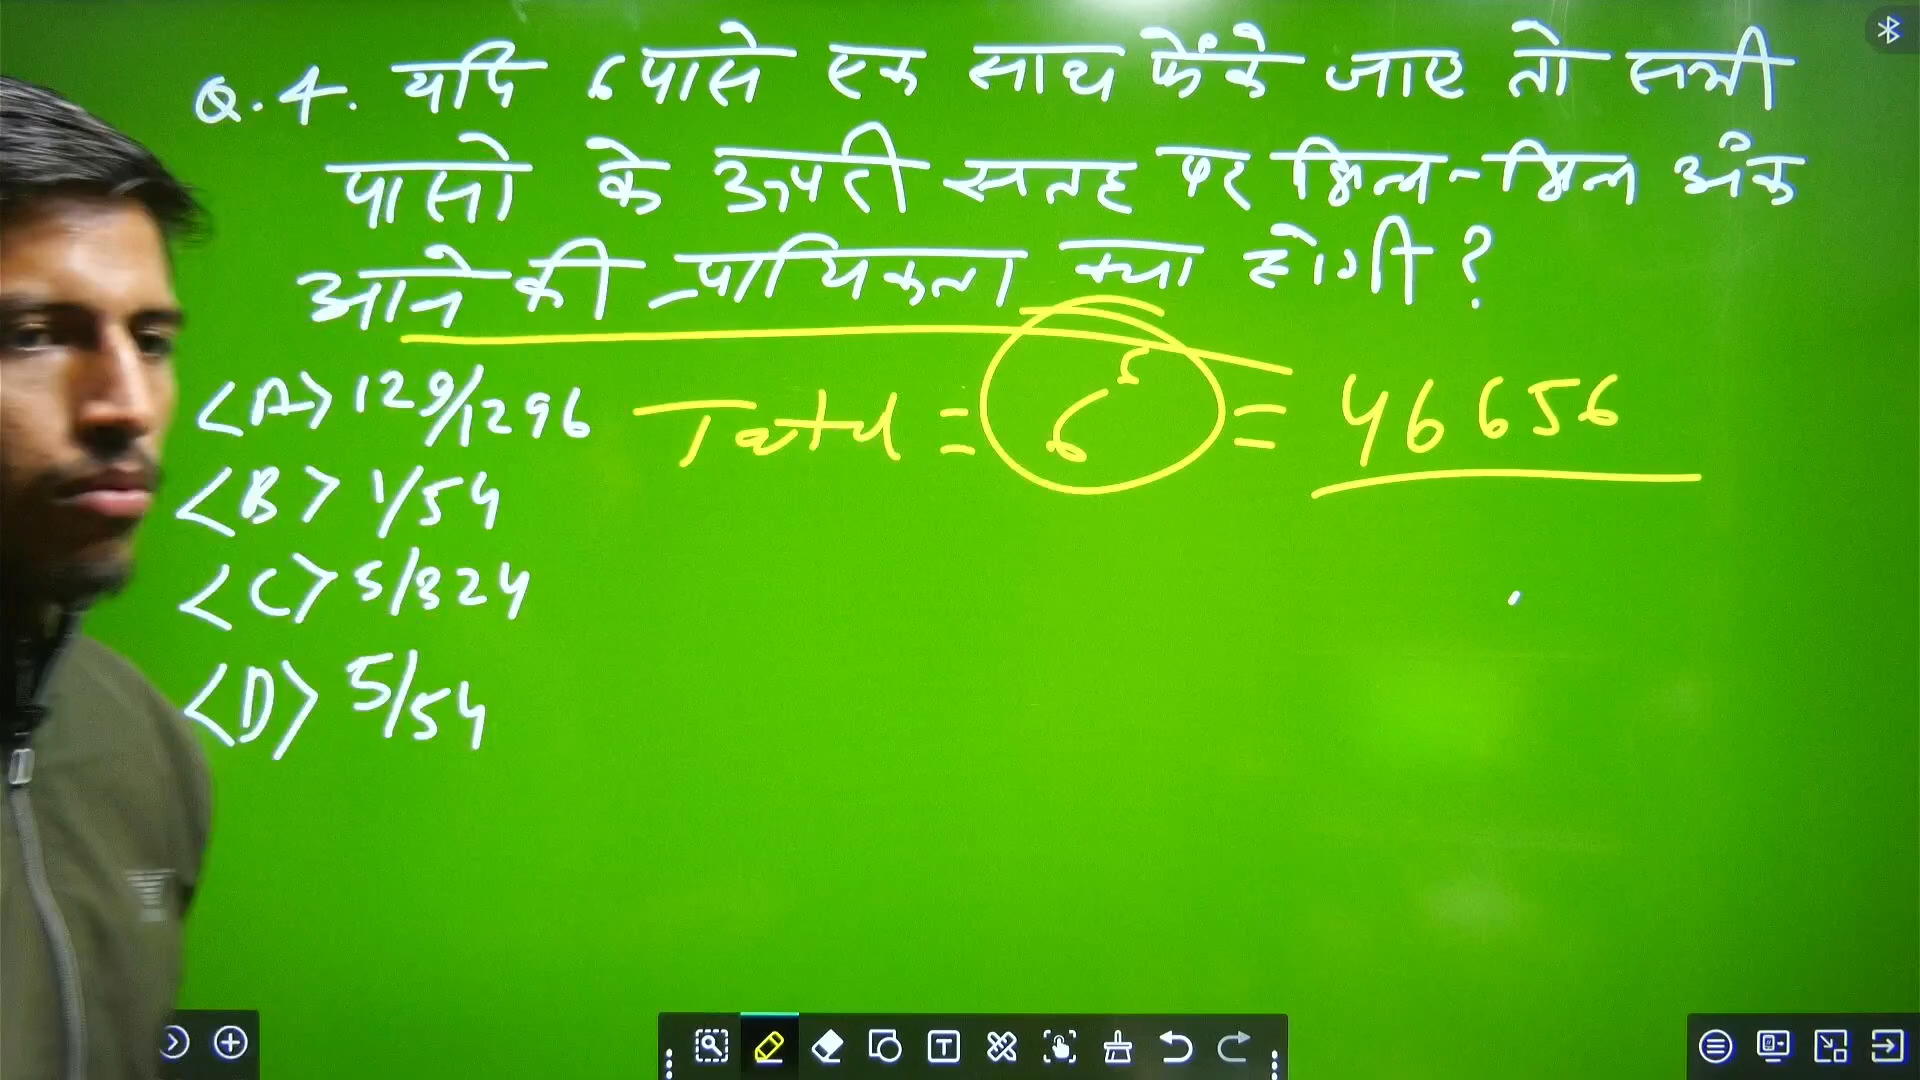 Q.4. यदि 6 पासे एक साथ फेंके जाए तो सभी
पासो के ऊपरी सतह पर भिन्न-भिन्न अंक
आने की प्रायिकता क्या होगी?
<A> 129/1296
<B> 1/54
<C> 5/324
<D> 5/54
Total = 6⁵ = 46656